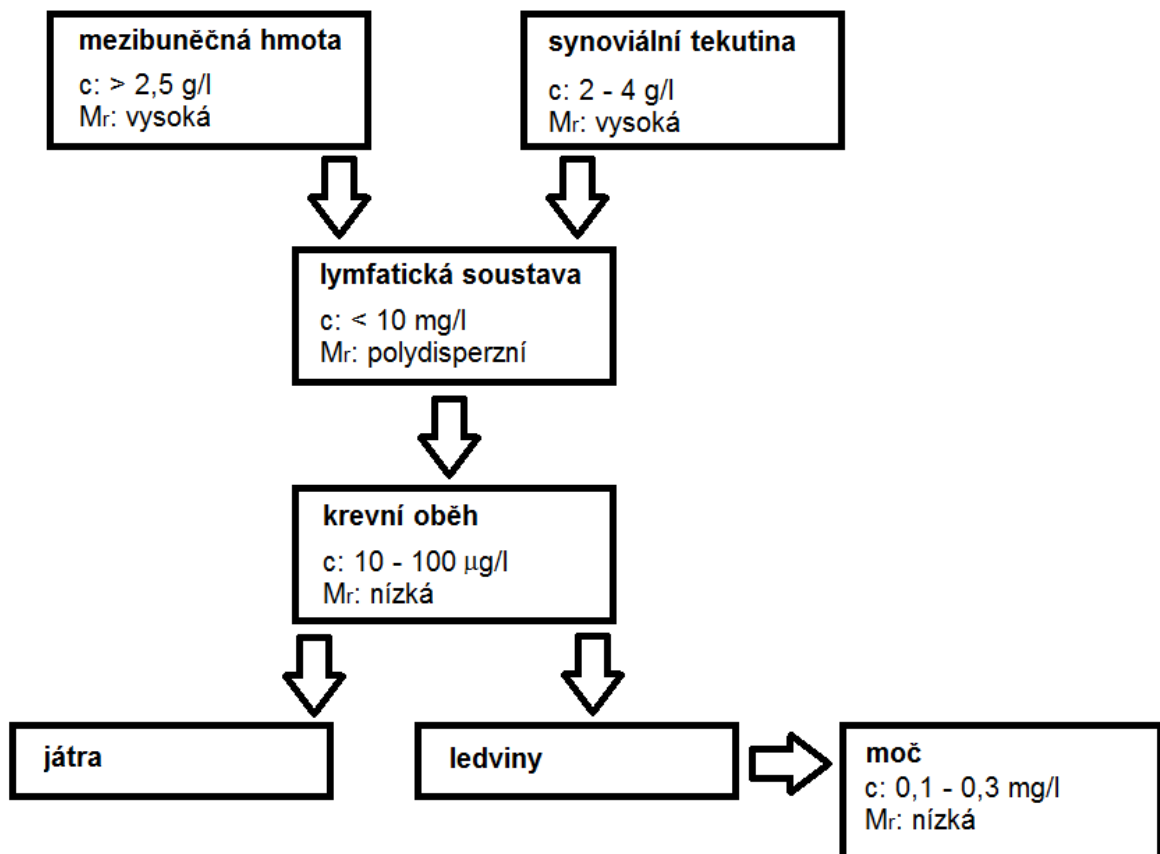 mezibuněčná hmota
c: > 2,5 g/l
Mr: vysoká
synoviální tekutina
c: 2 - 4 g/l
Mr: vysoká
lymfatická soustava
c: < 10 mg/l
Mr: polydisperzní
krevní oběh
c: 10 - 100 μg/l
Mr: nízká
játra
ledviny
moč
c: 0,1 - 0,3 mg/l
Mr: nízká